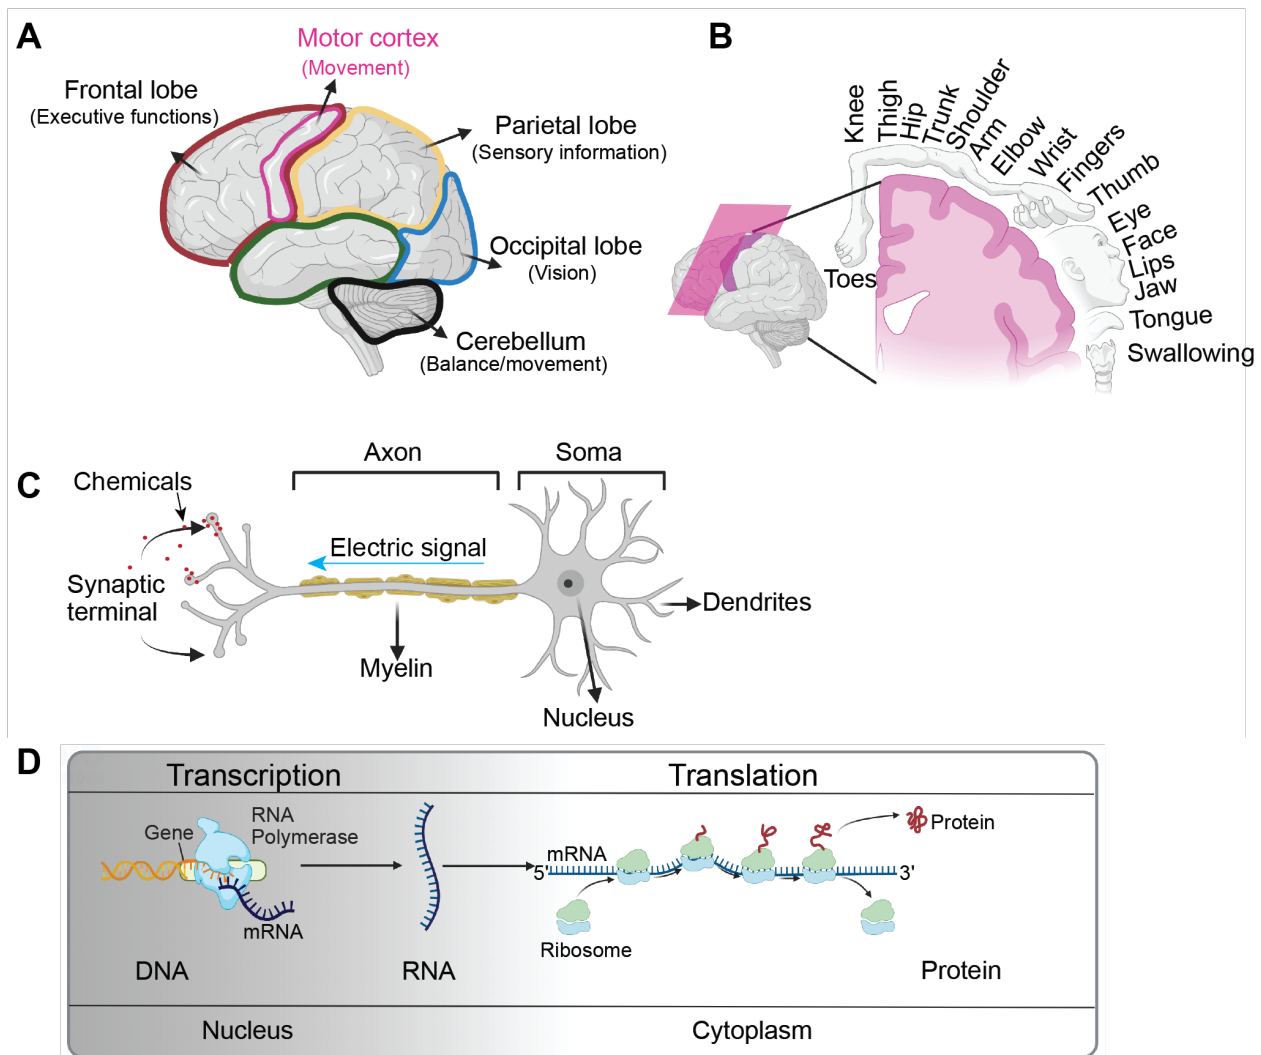 A
Motor cortex
(Movement)
Frontal lobe
(Executive functions)
Parietal lobe
(Sensory information)
Occipital lobe
(Vision)
Cerebellum
(Balance/movement)
B
Knee
Thigh
Hip
Trunk
Shoulder
Arm
Elbow
Wrist
Fingers
Thumb
Eye
Face
Lips
Jaw
Tongue
Swallowing
Toes
C
Axon
Soma
Chemicals
Electric signal
Synaptic
terminal
Dendrites
Myelin
Nucleus
D
Transcription
Translation
Gene
RNA
Polymerase
mRNA
5'
mRNA
3'
Protein
Ribosome
DNA
RNA
Protein
Nucleus
Cytoplasm